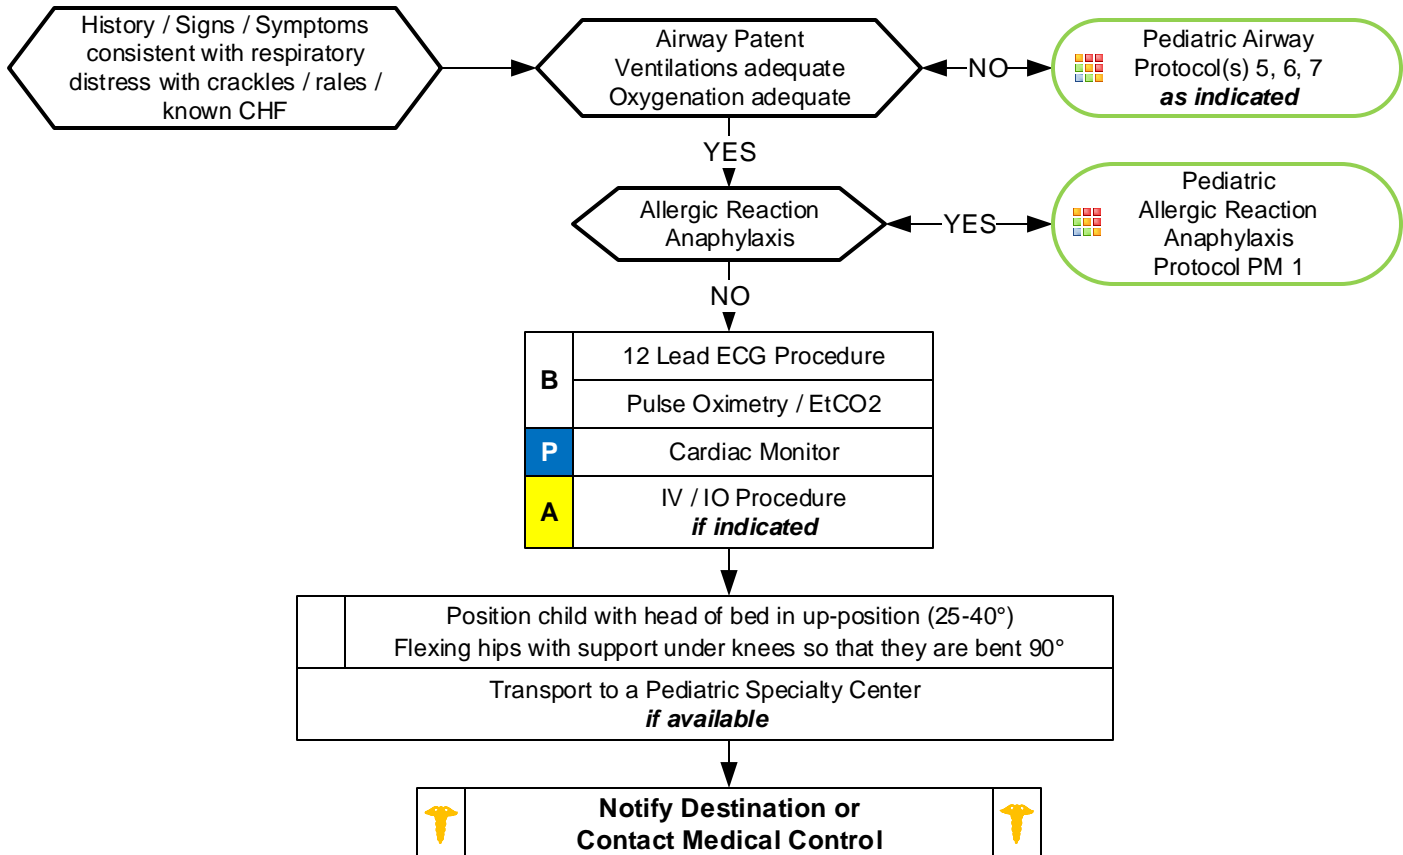 History / Signs / Symptoms
consistent with respiratory
distress with crackles / rales /
known CHF
Airway Patent
Ventilations adequate
Oxygenation adequate
NO
Pediatric Airway
Protocol(s) 5, 6, 7
as indicated
YES
Allergic Reaction
Anaphylaxis
YES
Pediatric
Allergic Reaction
Anaphylaxis
Protocol PM 1
NO
B
12 Lead ECG Procedure
Pulse Oximetry / EtCO2
P
Cardiac Monitor
A
IV / IO Procedure
if indicated
Position child with head of bed in up-position (25-40°)
Flexing hips with support under knees so that they are bent 90°
Transport to a Pediatric Specialty Center
if available
Notify Destination or
Contact Medical Control